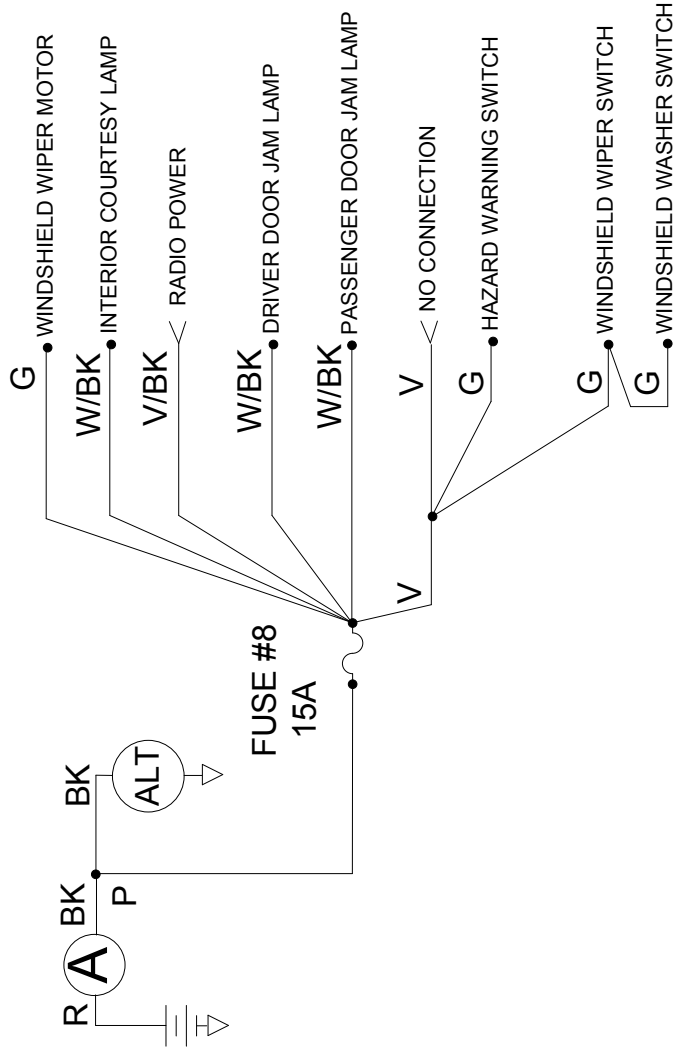 R
A
BK
P
BK
ALT
FUSE #8
15A
G
WINDSHIELD WIPER MOTOR
W/BK
INTERIOR COURTESY LAMP
V/BK
RADIO POWER
W/BK
DRIVER DOOR JAM LAMP
W/BK
PASSENGER DOOR JAM LAMP
V
V
NO CONNECTION
G
HAZARD WARNING SWITCH
G
WINDSHIELD WIPER SWITCH
G
WINDSHIELD WASHER SWITCH